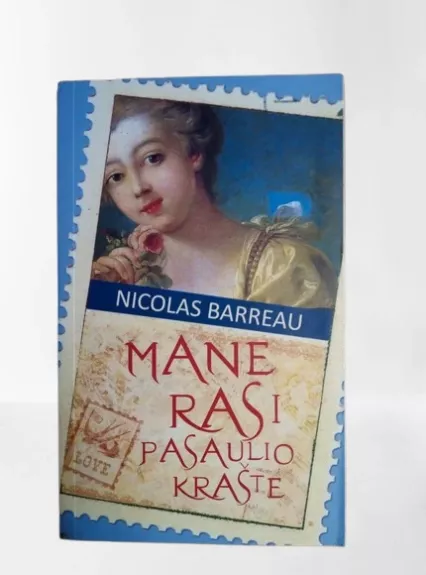 NICOLAS BARREAU
MANE
RASI
PASAULIO
KRAŠTE
LOVE